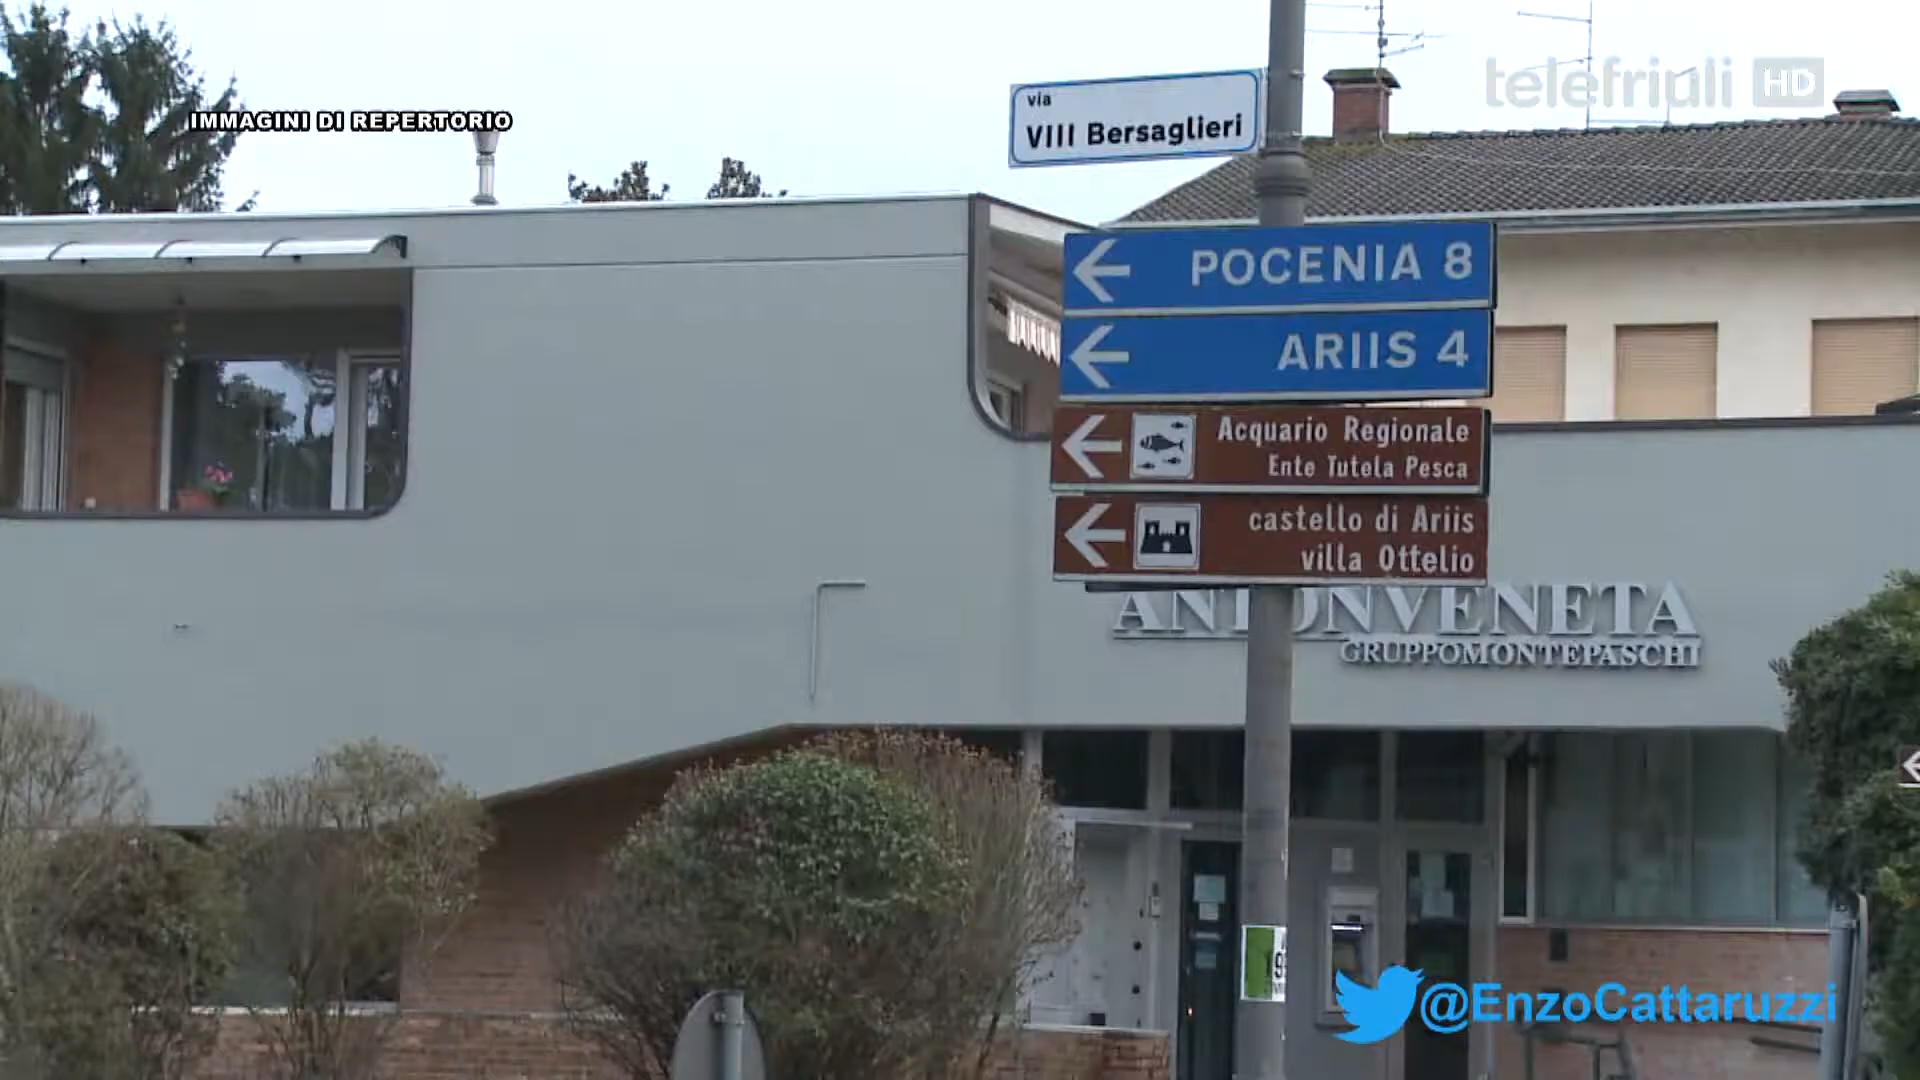 telefriuli HD
IMMAGINI DI REPERTORIO
via
VIII Bersaglieri
POCENIA 8
ARIIS 4
Acquario Regionale
Ente Tutela Pesca
castello di Ariis
villa Ottelio
ANTONVENETA
GRUPPOMONTEPASCHI
@EnzoCattaruzzi